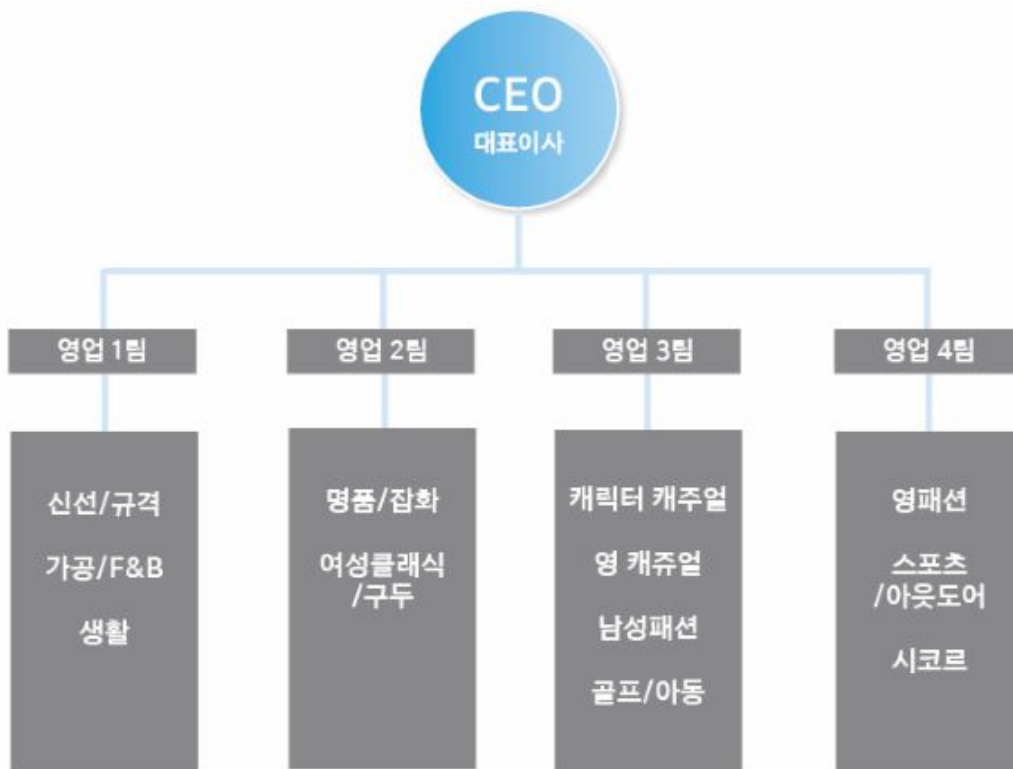 CEO
대표이사
영업 1팀
영업 2팀
영업 3팀
영업 4팀
신선/규격
가공/F&B
생활
명품/잡화
여성클래식
/구두
캐릭터 캐주얼
영 캐쥬얼
남성패션
골프/아동
영패션
스포츠
/아웃도어
시코르